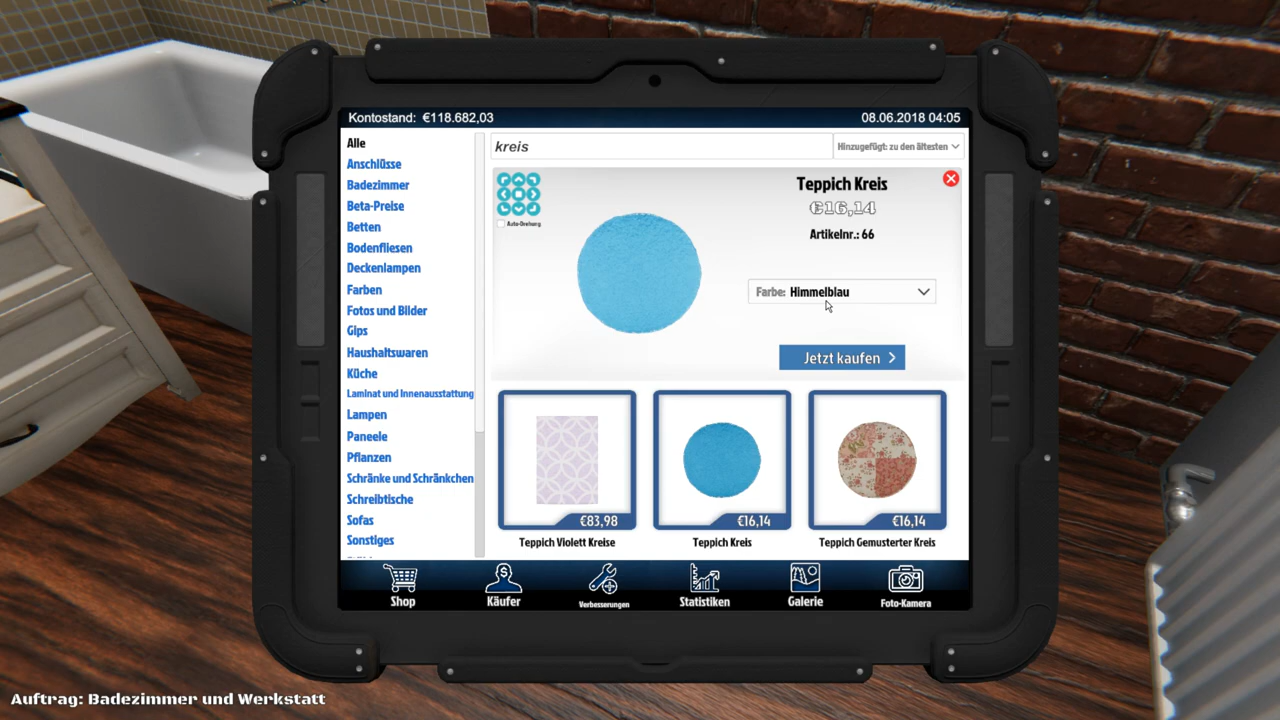 Kontostand: €118.682,03
08.06.2018 04:05
Alle
Anschlüsse
Badezimmer
Beta-Preise
Betten
Bodenfliesen
Deckenlampen
Farben
Fotos und Bilder
Gips
Haushaltswaren
Küche
Laminat und Innenausstattung
Lampen
Paneele
Pflanzen
Schränke und Schränkchen
Schreibtische
Sofas
Sonstiges
kreis
Hinzugefügt: zu den ältesten
Auto-Drehung
Teppich Kreis
€16,14
Artikelnr.: 66
Farbe: Himmelblau
Jetzt kaufen
€83,98
€16,14
€16,14
Teppich Violett Kreise
Teppich Kreis
Teppich Gemusterter Kreis
Shop
Käufer
Verbesserungen
Statistiken
Galerie
Foto-Kamera
Auftrag: Badezimmer und Werkstatt